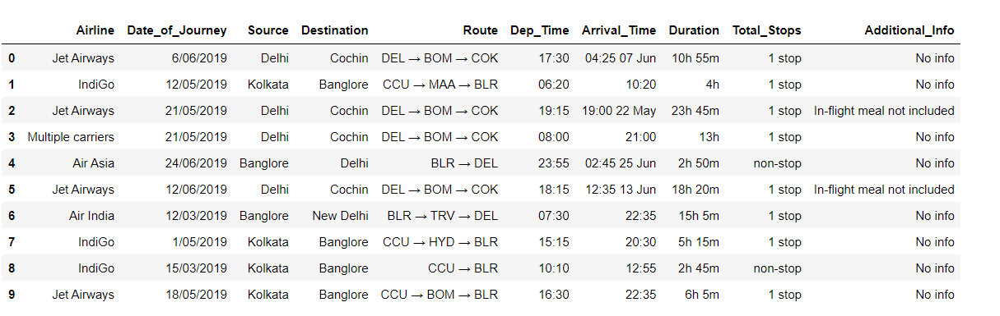 Airline Date_of_Journey Source Destination Route Dep_Time Arrival_Time Duration Total_Stops Additional_Info
0 Jet Airways 6/06/2019 Delhi Cochin DEL → BOM → COK 17:30 04:25 07 Jun 10h 55m 1 stop No info
1 IndiGo 12/05/2019 Kolkata Banglore CCU → MAA → BLR 06:20 10:20 4h 1 stop No info
2 Jet Airways 21/05/2019 Delhi Cochin DEL → BOM → COK 19:15 19:00 22 May 23h 45m 1 stop In-flight meal not included
3 Multiple carriers 21/05/2019 Delhi Cochin DEL → BOM → COK 08:00 21:00 13h 1 stop No info
4 Air Asia 24/06/2019 Banglore Delhi BLR → DEL 23:55 02:45 25 Jun 2h 50m non-stop No info
5 Jet Airways 12/06/2019 Delhi Cochin DEL → BOM → COK 18:15 12:35 13 Jun 18h 20m 1 stop In-flight meal not included
6 Air India 12/03/2019 Banglore New Delhi BLR → TRV → DEL 07:30 22:35 15h 5m 1 stop No info
7 IndiGo 1/05/2019 Kolkata Banglore CCU → HYD → BLR 15:15 20:30 5h 15m 1 stop No info
8 IndiGo 15/03/2019 Kolkata Banglore CCU → BLR 10:10 12:55 2h 45m non-stop No info
9 Jet Airways 18/05/2019 Kolkata Banglore CCU → BOM → BLR 16:30 22:35 6h 5m 1 stop No info